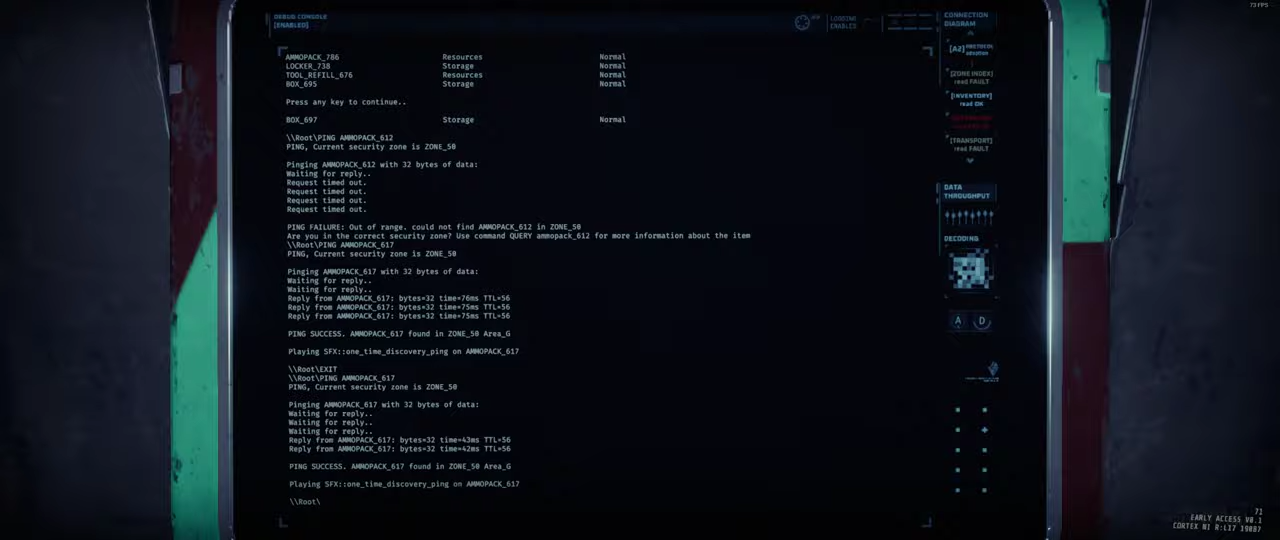 73 FPS
DEBUG CONSOLE
[ENABLED]
LOGGING
ENABLED
CONNECTION
DIAGRAM
AMMOPACK_786 Resources Normal
LOCKER_738 Storage Normal
TOOL_REFILL_676 Resources Normal
BOX_695 Storage Normal
Press any key to continue..
BOX_697 Storage Normal
\\Root\PING AMMOPACK_612
PING, Current security zone is ZONE_50
Pinging AMMOPACK_612 with 32 bytes of data:
Waiting for reply..
Request timed out.
Request timed out.
Request timed out.
Request timed out.
PING FAILURE: Out of range. could not find AMMOPACK_612 in ZONE_50
Are you in the correct security zone? Use command QUERY ammopack_612 for more information about the item
\\Root\PING AMMOPACK_617
PING, Current security zone is ZONE_50
Pinging AMMOPACK_617 with 32 bytes of data:
Waiting for reply..
Waiting for reply..
Reply from AMMOPACK_617: bytes=32 time=76ms TTL=56
Reply from AMMOPACK_617: bytes=32 time=75ms TTL=56
Reply from AMMOPACK_617: bytes=32 time=75ms TTL=56
PING SUCCESS. AMMOPACK_617 found in ZONE_50 Area_G
Playing SFX::one_time_discovery_ping on AMMOPACK_617
\\Root\EXIT
\\Root\PING AMMOPACK_617
PING, Current security zone is ZONE_50
Pinging AMMOPACK_617 with 32 bytes of data:
Waiting for reply..
Waiting for reply..
Waiting for reply..
Reply from AMMOPACK_617: bytes=32 time=43ms TTL=56
Reply from AMMOPACK_617: bytes=32 time=42ms TTL=56
PING SUCCESS. AMMOPACK_617 found in ZONE_50 Area_G
Playing SFX::one_time_discovery_ping on AMMOPACK_617
\\Root\
[A2] PROTOCOL
[ZONE INDEX]
read FAULT
[INVENTORY]
read OK
[TRANSPORT]
read FAULT
DATA
THROUGHPUT
DECODING
A D
71
EARLY ACCESS V0.1